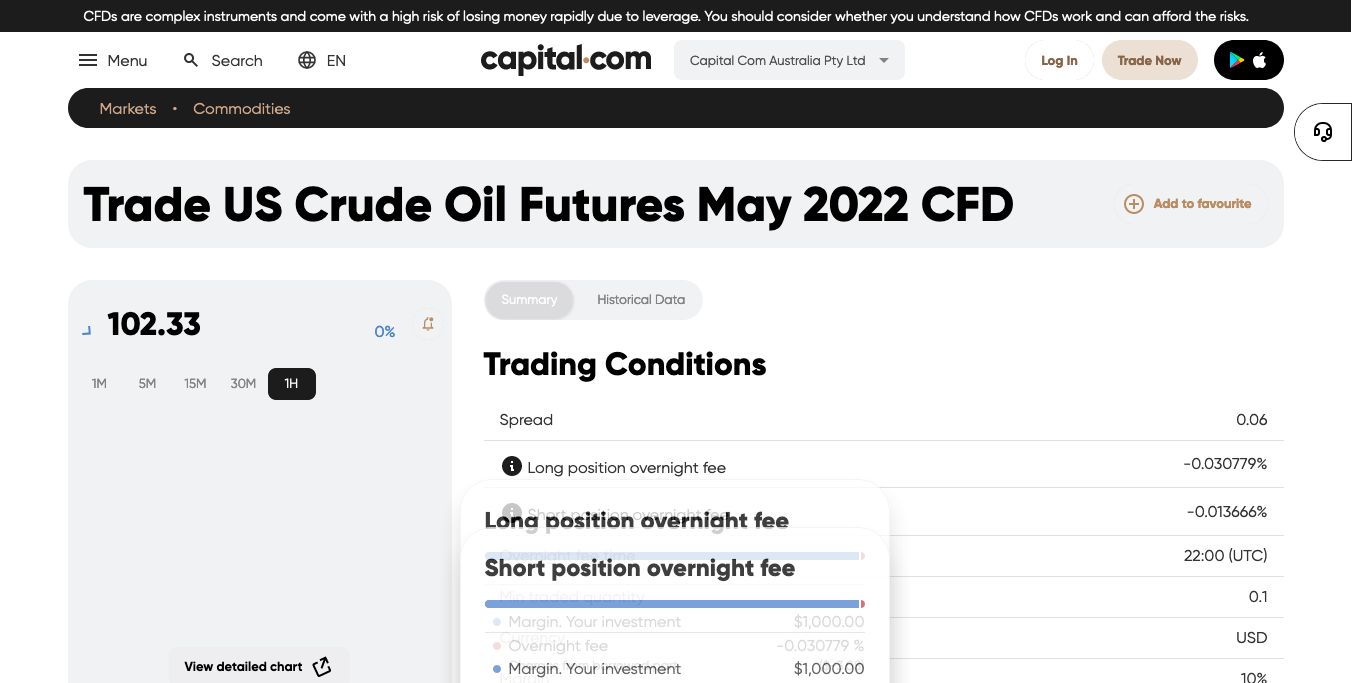 CFDs are complex instruments and come with a high risk of losing money rapidly due to leverage. You should consider whether you understand how CFDs work and can afford the risks.
Menu Search EN capital.com Capital Com Australia Pty Ltd Log In Trade Now
Markets • Commodities
Trade US Crude Oil Futures May 2022 CFD Add to favourite
102.33 0%
1M 5M 15M 30M 1H
View detailed chart
Summary Historical Data
Trading Conditions
Spread 0.06
Long position overnight fee -0.030779%
Short position overnight fee -0.013666%
Long position overnight fee
Overnight fee time 22:00 (UTC)
Short position overnight fee
Min traded quantity 0.1
Margin. Your investment $1,000.00
Currency USD
Overnight fee -0.030779 %
Margin. Your investment $1,000.00
Margin 10%